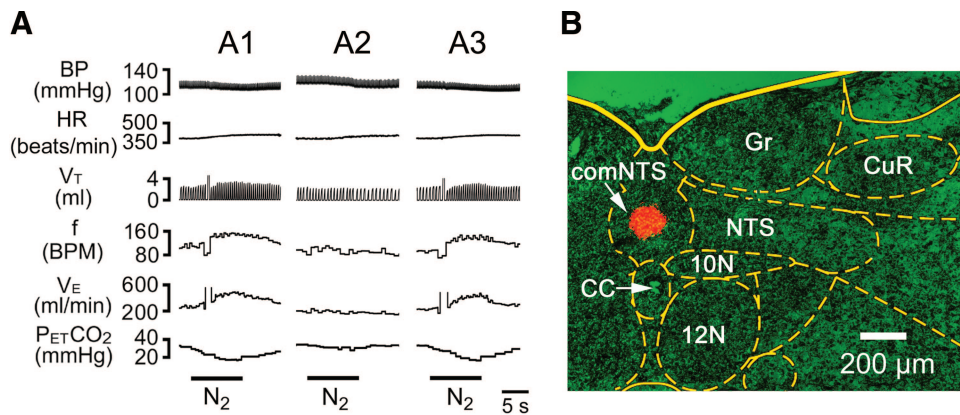 A
A1 A2 A3
BP
(mmHg)
140
100
HR
(beats/min)
500
350
VT
(ml)
4
0
f
(BPM)
160
80
VE
(ml/min)
600
200
PETCO2
(mmHg)
40
20
N2 N2 N2
5 s
B
Gr
CuR
comNTS
NTS
10N
CC
12N
200 µm